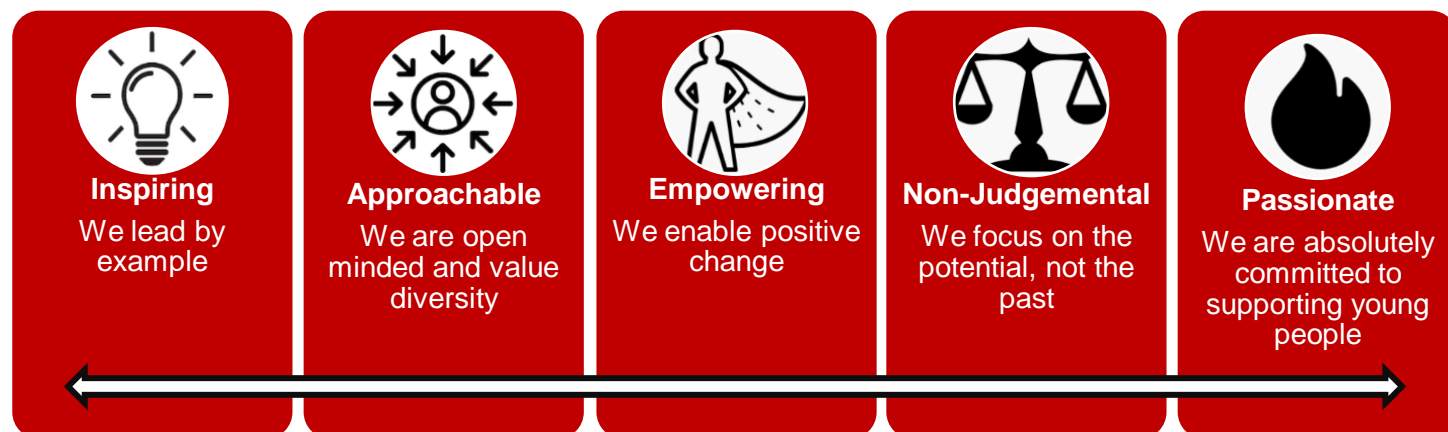 Inspiring
We lead by
example
Approachable
We are open
minded and value
diversity
Empowering
We enable positive
change
Non-Judgemental
We focus on the
potential, not the
past
Passionate
We are absolutely
committed to
supporting young
people